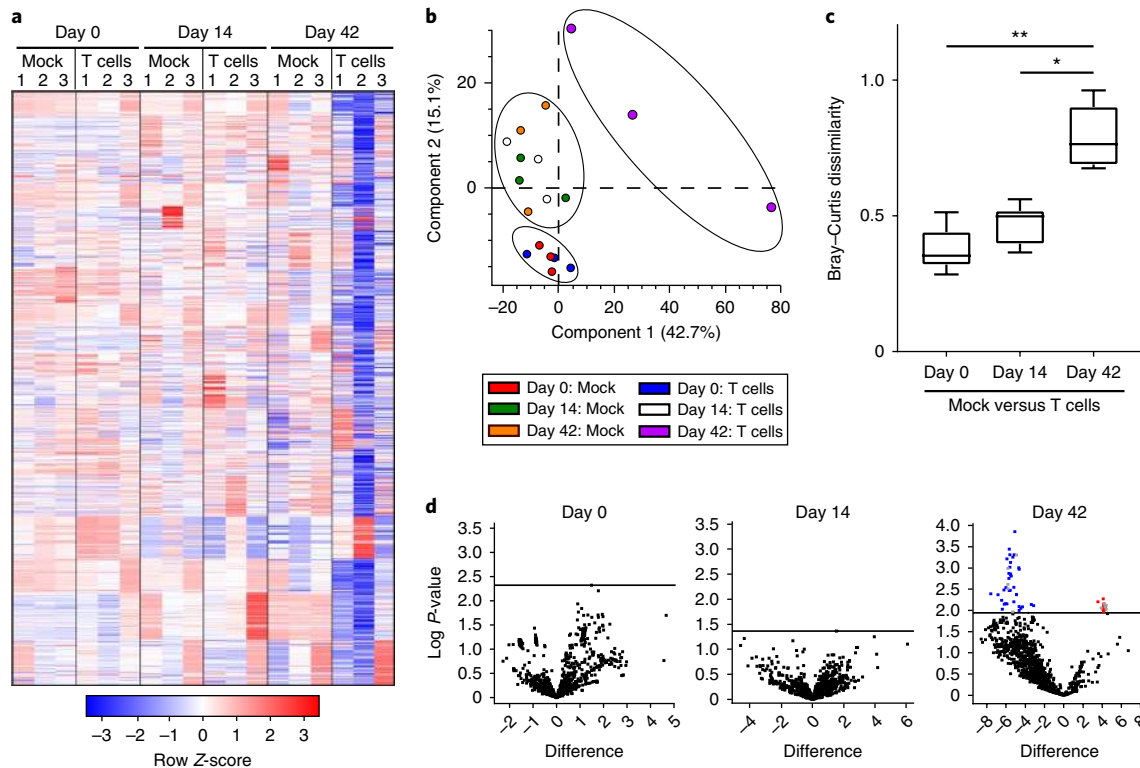 a
Day 0 Day 14 Day 42
Mock T cells Mock T cells Mock T cells
1 2 3 1 2 3 1 2 3 1 2 3 1 2 3 1 2 3
−3 −2 −1 0 1 2 3
Row Z-score
b
Component 2 (15.1%)
20
0
−20 0 20 40 60 80
Component 1 (42.7%)
Day 0: Mock Day 0: T cells
Day 14: Mock Day 14: T cells
Day 42: Mock Day 42: T cells
c
Bray–Curtis dissimilarity
**
*
1.0
0.5
0
Day 0 Day 14 Day 42
Mock versus T cells
d
Log P-value
Day 0
3.5
3.0
2.5
2.0
1.5
1.0
0.5
0
−2 −1 0 1 2 3 4 5
Difference
Day 14
3.5
3.0
2.5
2.0
1.5
1.0
0.5
0
−4 −2 0 2 4 6
Difference
Day 42
4.0
3.5
3.0
2.5
2.0
1.5
1.0
0.5
0
−8 −6 −4 −2 0 2 4 6 8
Difference